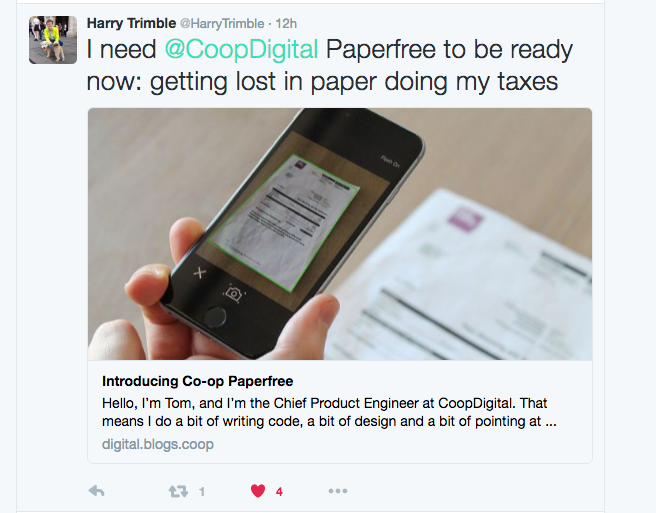 Harry Trimble @HarryTrimble · 12h
I need @CoopDigital Paperfree to be ready
now: getting lost in paper doing my taxes
Flash On
Introducing Co-op Paperfree
Hello, I'm Tom, and I'm the Chief Product Engineer at CoopDigital. That
means I do a bit of writing code, a bit of design and a bit of pointing at ...
digital.blogs.coop
1
4